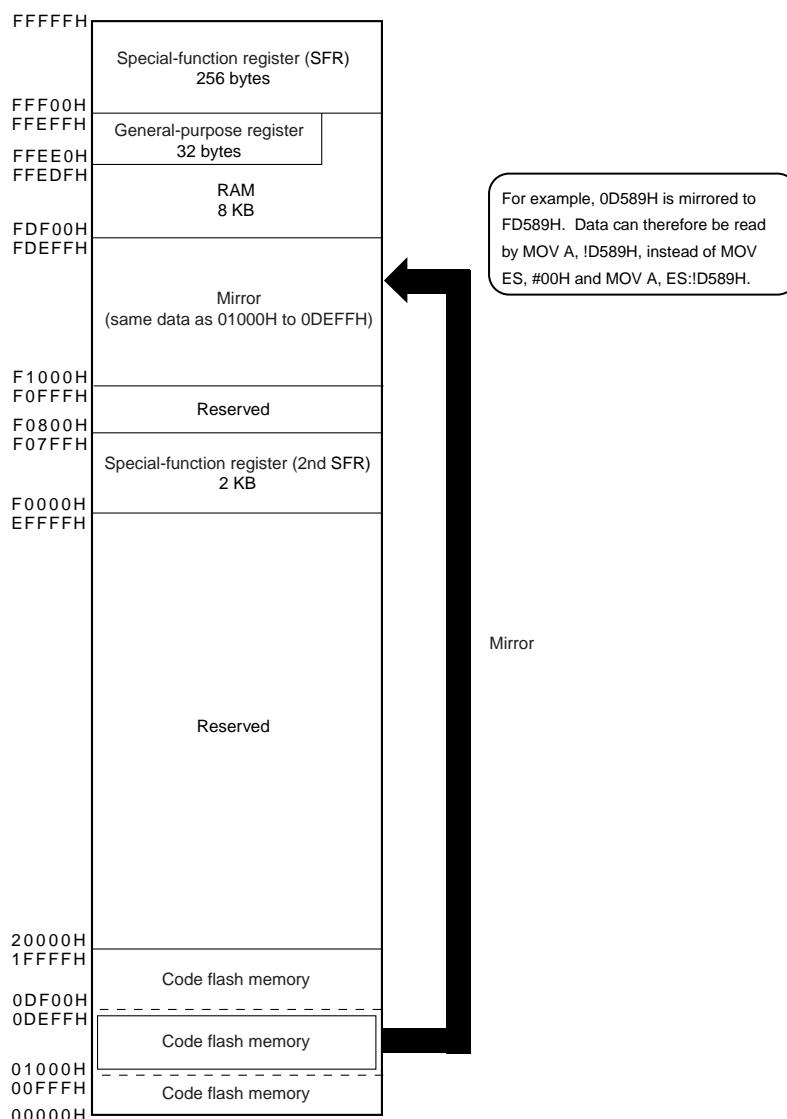 FFFFFH
Special-function register (SFR)
256 bytes
FFF00H
FFEFFH
General-purpose register
32 bytes
FFEE0H
FFEDFH
RAM
8 KB
FDF00H
FDEFFH
For example, 0D589H is mirrored to
FD589H. Data can therefore be read
by MOV A, !D589H, instead of MOV
ES, #00H and MOV A, ES:!D589H.
Mirror
(same data as 01000H to 0DEFFH)
F1000H
F0FFFH
Reserved
F0800H
F07FFH
Special-function register (2nd SFR)
2 KB
F0000H
EFFFFH
Mirror
Reserved
20000H
1FFFFH
Code flash memory
0DF00H
0DEFFH
Code flash memory
01000H
00FFFH
Code flash memory
00000H